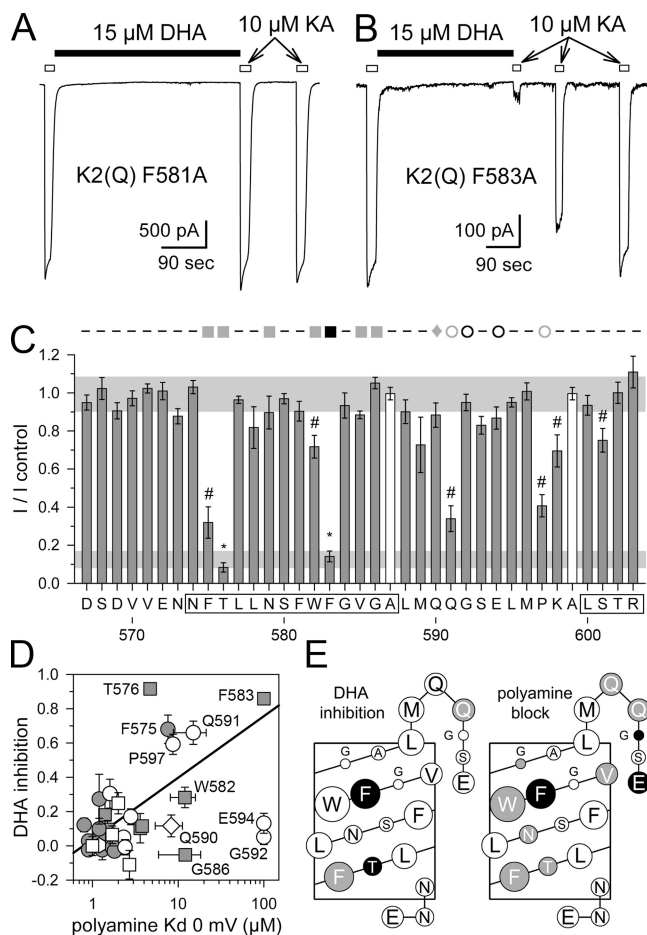 A
B
15 µM DHA
10 µM KA
15 µM DHA
10 µM KA
K2(Q) F581A
K2(Q) F583A
500 pA
90 sec
100 pA
90 sec
C
I / I control
1.2
1.0
0.8
0.6
0.4
0.2
0.0
# * # * # # # #
D S D V V E N N F T L L N S F W F G V G A L M Q Q G S E L M P K A L S T R
570 580 590 600
D
E
DHA inhibition
1.0
0.8
0.6
0.4
0.2
0.0
-0.2
T576
F583
F575
Q591
P597
W582
E594
Q590
G592
G586
1 10 100
polyamine Kd 0 mV (µM)
DHA
inhibition
Q
M Q
G A L G
S
W F G V E
L N S F
F T L
N
E N
polyamine
block
Q
M Q
G A L G
S
W F G V E
L N S F
F T L
N
E N